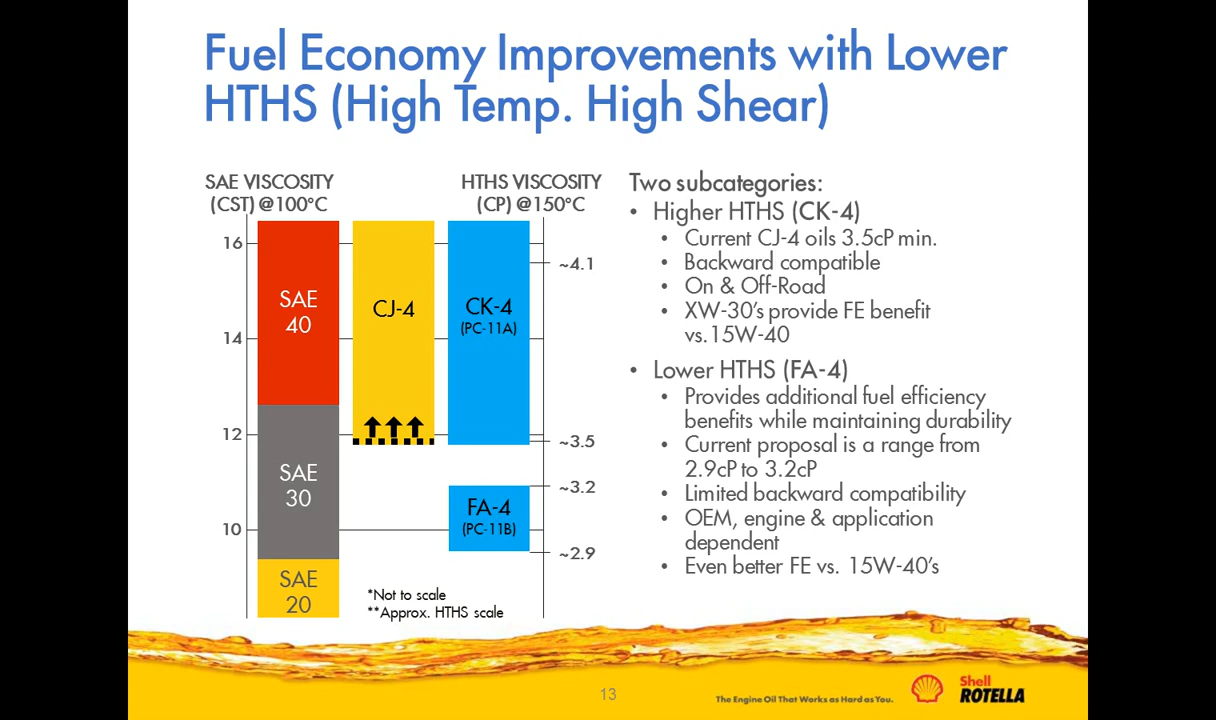 Fuel Economy Improvements with Lower
HTHS (High Temp. High Shear)
SAE VISCOSITY
(CST) @100°C
HTHS VISCOSITY
(CP) @150°C
16
14
12
10
SAE
40
SAE
30
SAE
20
CJ-4
CK-4
(PC-11A)
FA-4
(PC-11B)
~4.1
~3.5
~3.2
~2.9
*Not to scale
**Approx. HTHS scale
Two subcategories:
• Higher HTHS (CK-4)
• Current CJ-4 oils 3.5cP min.
• Backward compatible
• On & Off-Road
• XW-30's provide FE benefit
vs.15W-40
• Lower HTHS (FA-4)
• Provides additional fuel efficiency
benefits while maintaining durability
• Current proposal is a range from
2.9cP to 3.2cP
• Limited backward compatibility
• OEM, engine & application
dependent
• Even better FE vs. 15W-40's
13
The Engine Oil That Works as Hard as You.
Shell
ROTELLA